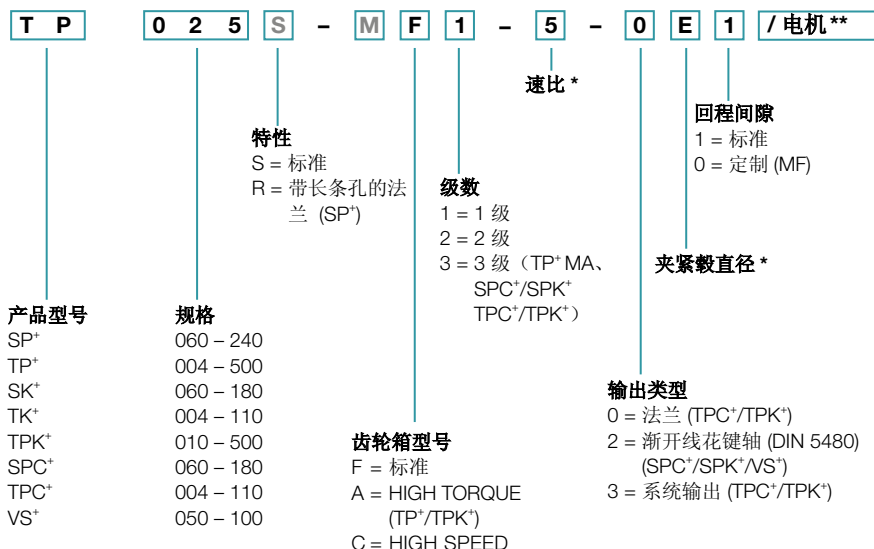 T P 0 2 5 S – M F 1 – 5 – 0 E 1 / 电机**
速比 *
回程间隙
1 = 标准
0 = 定制 (MF)
特性
S = 标准
R = 带长条孔的法
兰 (SP⁺)
级数
1 = 1 级
2 = 2 级
3 = 3 级（TP⁺ MA、
SPC⁺/SPK⁺
TPC⁺/TPK⁺）
夹紧毂直径 *
产品型号
SP⁺
TP⁺
SK⁺
TK⁺
TPK⁺
SPC⁺
TPC⁺
VS⁺
规格
060 – 240
004 – 500
060 – 180
004 – 110
010 – 500
060 – 180
004 – 110
050 – 100
齿轮箱型号
F = 标准
A = HIGH TORQUE
(TP⁺/TPK⁺)
C = HIGH SPEED
输出类型
0 = 法兰 (TPC⁺/TPK⁺)
2 = 渐开线花键轴 (DIN 5480)
(SPC⁺/SPK⁺/VS⁺)
3 = 系统输出 (TPC⁺/TPK⁺)